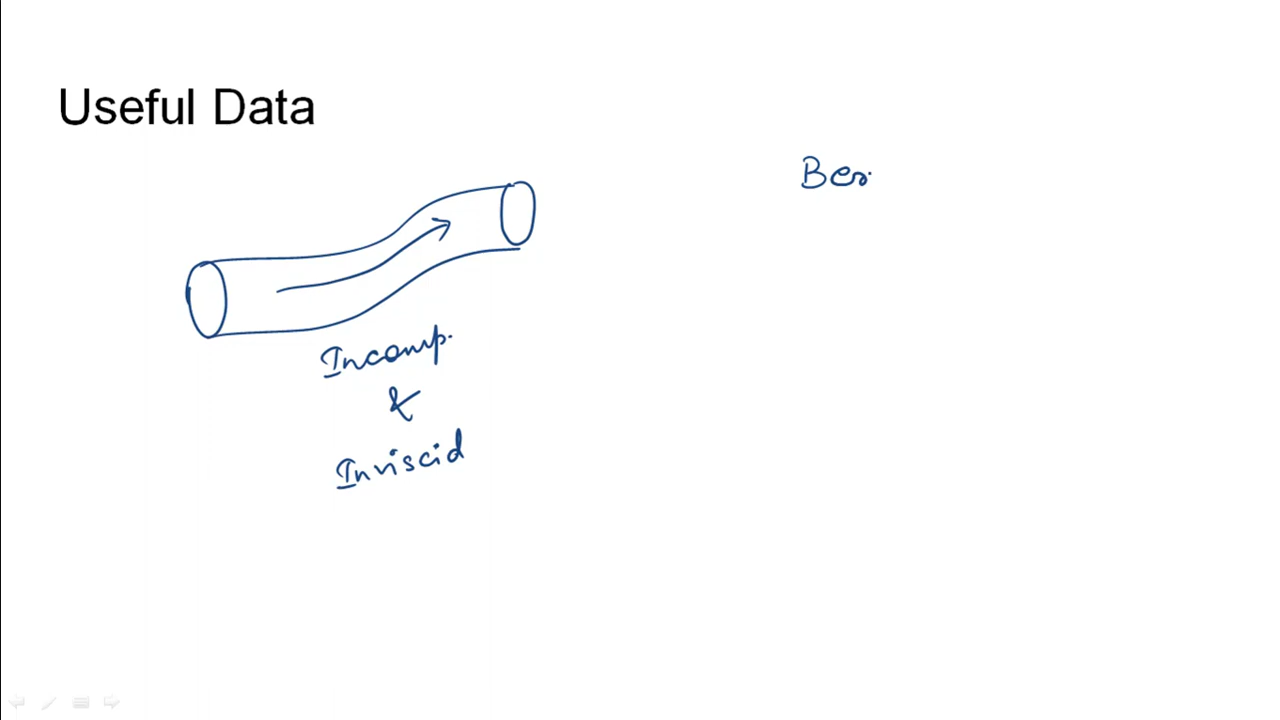 Useful Data
Ber
Incomp.
&
Inviscid